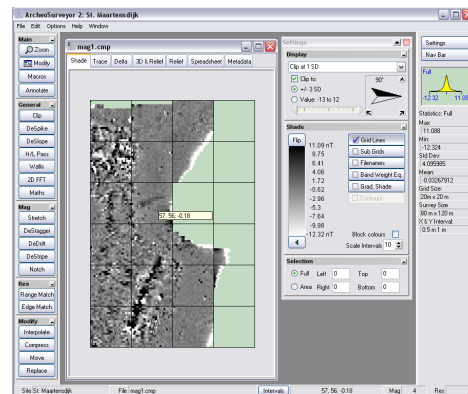 ArcheoSurveyor 2: St. Maartensdijk
File Edit Options Help Window
Main
Zoom
Modify
Macros
Annotate
General
Clip
DeSpike
DeSlope
H/L Pass
Wallis
2D FFT
Maths
Mag
Stretch
DeStagger
DeDrift
DeStripe
Notch
Res
Range Match
Edge Match
Modify
Interpolate
Compress
Move
Replace
mag1.cmp
Shade Trace Delta 3D & Relief Relief Spreadsheet Metadata
57, 56: -0.18
Settings
Display
Clip at 1 SD
Clip to:
+/- 3 SD
Value: -13 to 12
90°
Shade
Flip
11.09 nT
8.75
6.41
4.06
1.72
-0.62
-2.96
-5.3
-7.64
-9.98
-12.32 nT
Grid Lines
Sub Grids
Filenames
Band Weight Eq.
Grad. Shade
Contours
Block colours
Scale Intervals 10
Selection
Full Left 0 Top 0
Area Right 0 Bottom 0
Settings
Nav Bar
Full
-12.32 11.09
Statistics: Full
Max:
11.088
Min:
-12.324
Std Dev:
4.095985
Mean:
-0.03267912
Grid Size:
20m x 20 m
Survey Size
80 m x 120 m
X & Y Interval:
0.5 m 1 m
Site St. Maartensdijk File mag1.cmp Intervals 57, 56: -0.18 Mag 4 Res